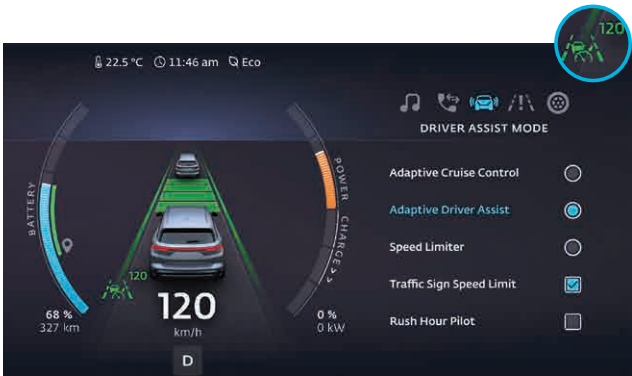 120
22.5 °C 11:46 am Eco
DRIVER ASSIST MODE
BATTERY
POWER
CHARGE
Adaptive Cruise Control
Adaptive Driver Assist
Speed Limiter
Traffic Sign Speed Limit
Rush Hour Pilot
120
120
km/h
68 %
327 km
0 %
0 kW
D